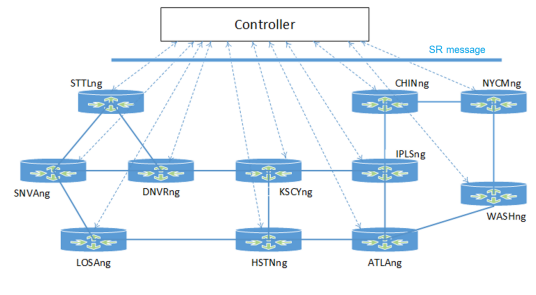 Controller
SR message
STTLng
CHINng
NYCMng
IPLSng
SNVAng
DNVRng
KSCYng
WASHng
LOSAng
HSTNng
ATLAng